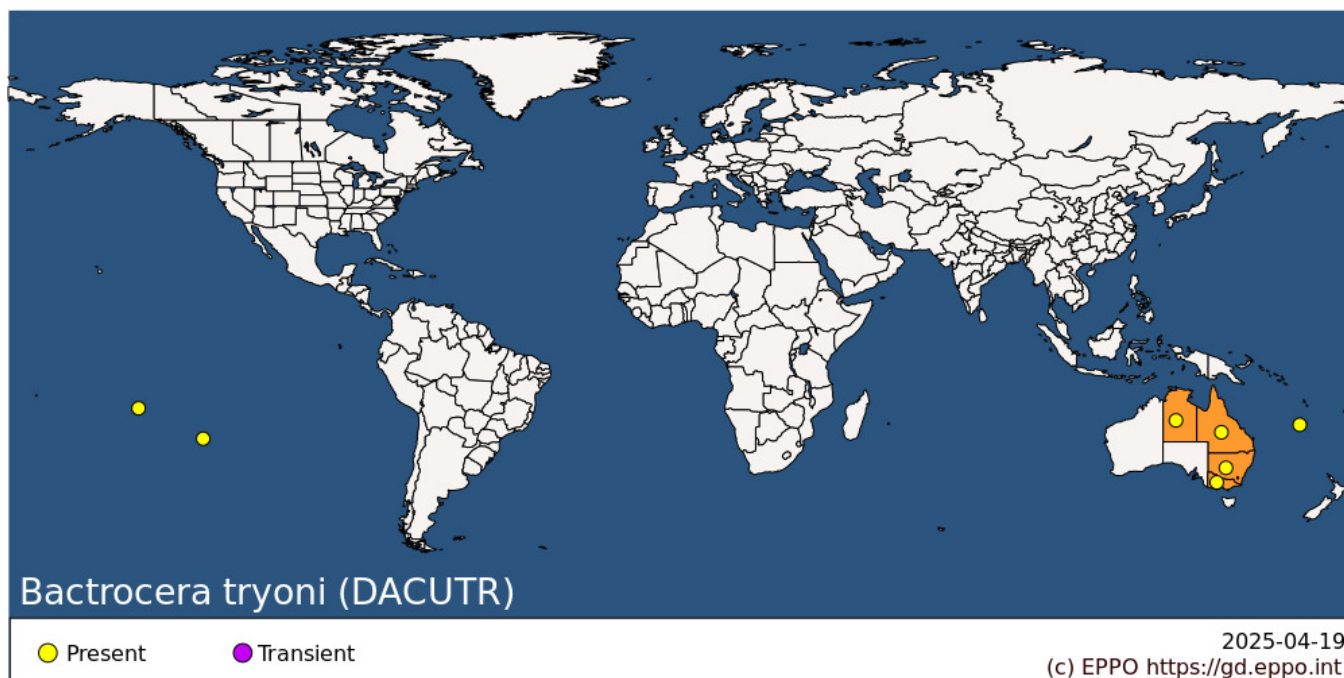 Bactrocera tryoni (DACUTR)
Present
Transient
2025-04-19
(c) EPPO https://gd.eppo.int